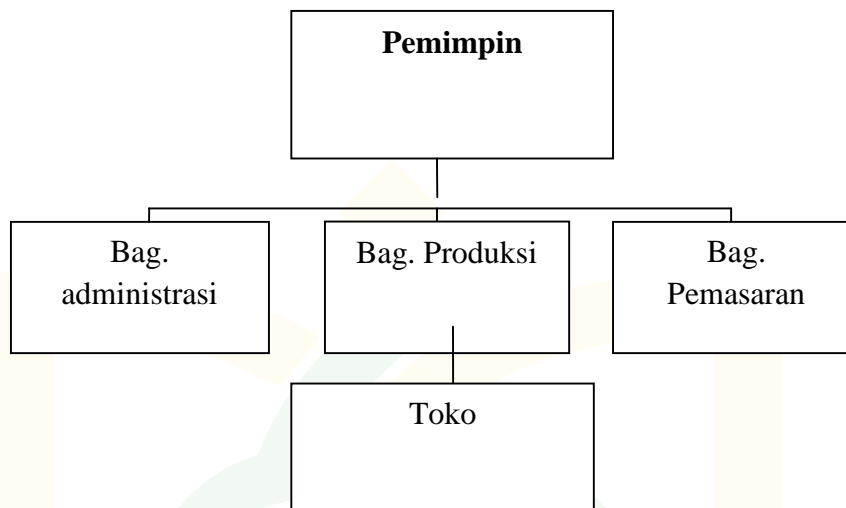 Pemimpin
Bag.
administrasi
Bag. Produksi
Bag.
Pemasaran
Toko